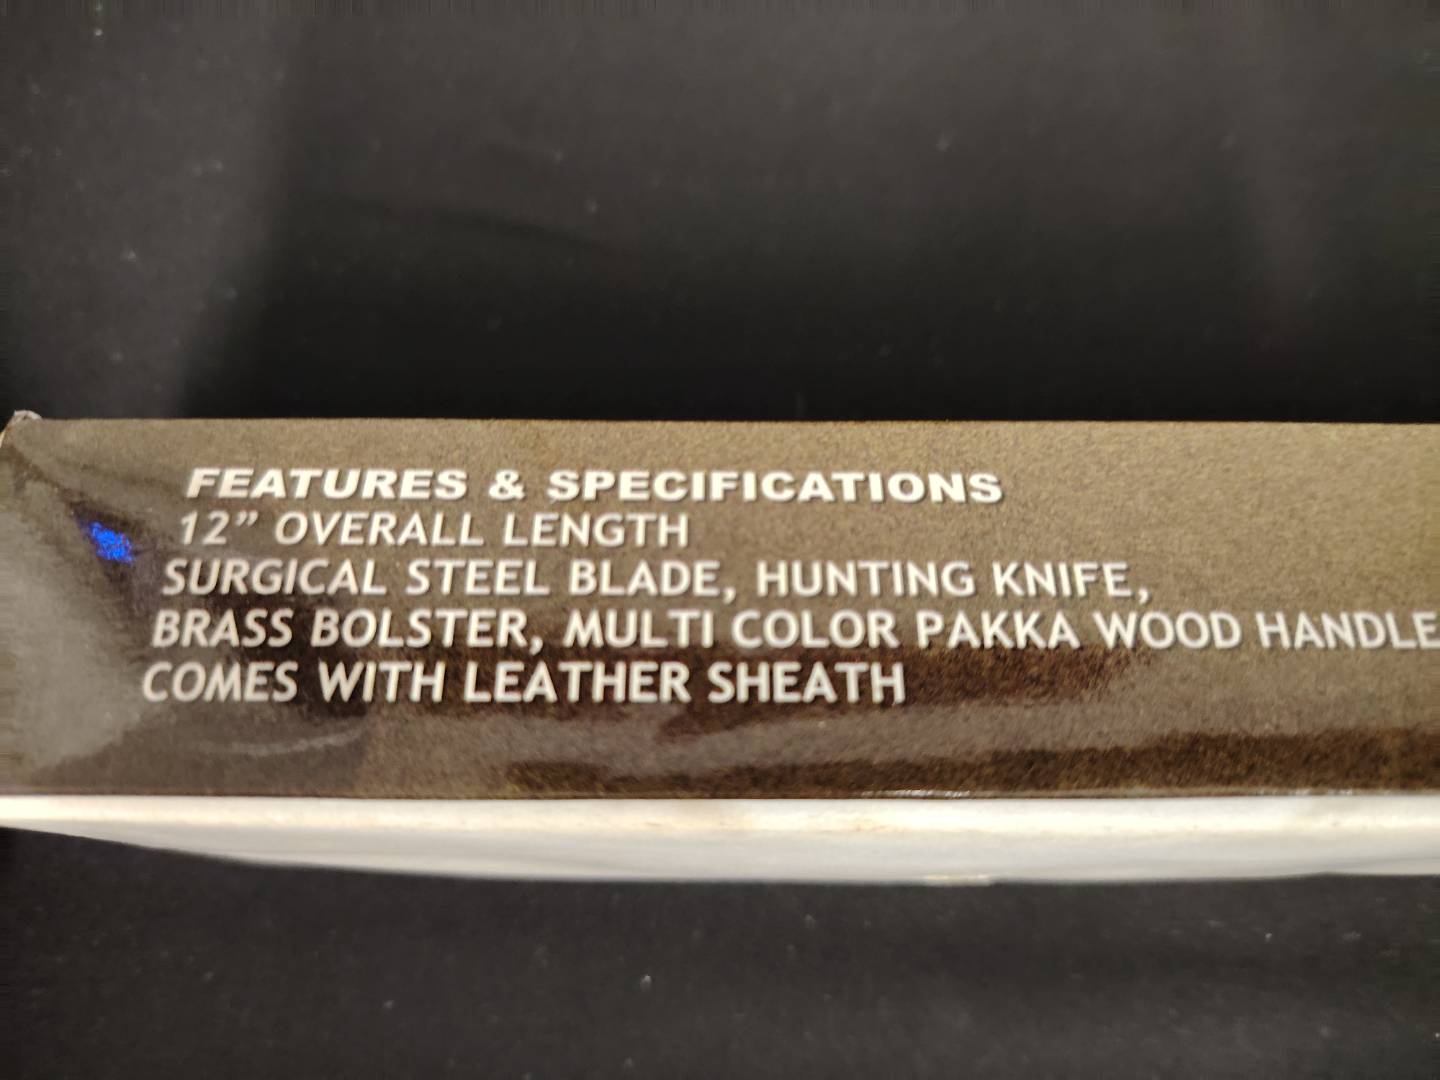 FEATURES & SPECIFICATIONS
12” OVERALL LENGTH
SURGICAL STEEL BLADE, HUNTING KNIFE,
BRASS BOLSTER, MULTI COLOR PAKKA WOOD HANDLE
COMES WITH LEATHER SHEATH